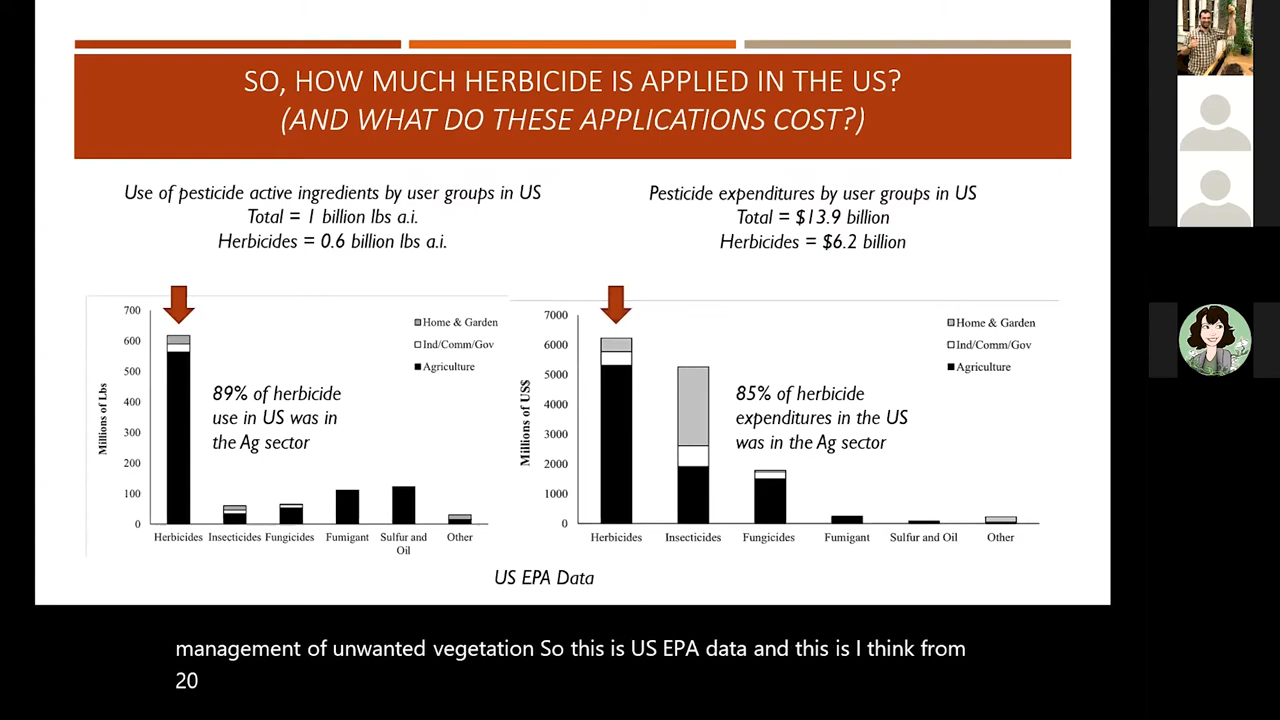 SO, HOW MUCH HERBICIDE IS APPLIED IN THE US?
(AND WHAT DO THESE APPLICATIONS COST?)
Use of pesticide active ingredients by user groups in US
Total = 1 billion lbs a.i.
Herbicides = 0.6 billion lbs a.i.
Pesticide expenditures by user groups in US
Total = $13.9 billion
Herbicides = $6.2 billion
Millions of Lbs
700
600
500
400
300
200
100
0
Home & Garden
Ind/Comm/Gov
Agriculture
89% of herbicide
use in US was in
the Ag sector
Herbicides Insecticides Fungicides Fumigant Sulfur and Other
Oil
Millions of US$
7000
6000
5000
4000
3000
2000
1000
0
Home & Garden
Ind/Comm/Gov
Agriculture
85% of herbicide
expenditures in the US
was in the Ag sector
Herbicides Insecticides Fungicides Fumigant Sulfur and Oil Other
US EPA Data
management of unwanted vegetation So this is US EPA data and this is I think from
20